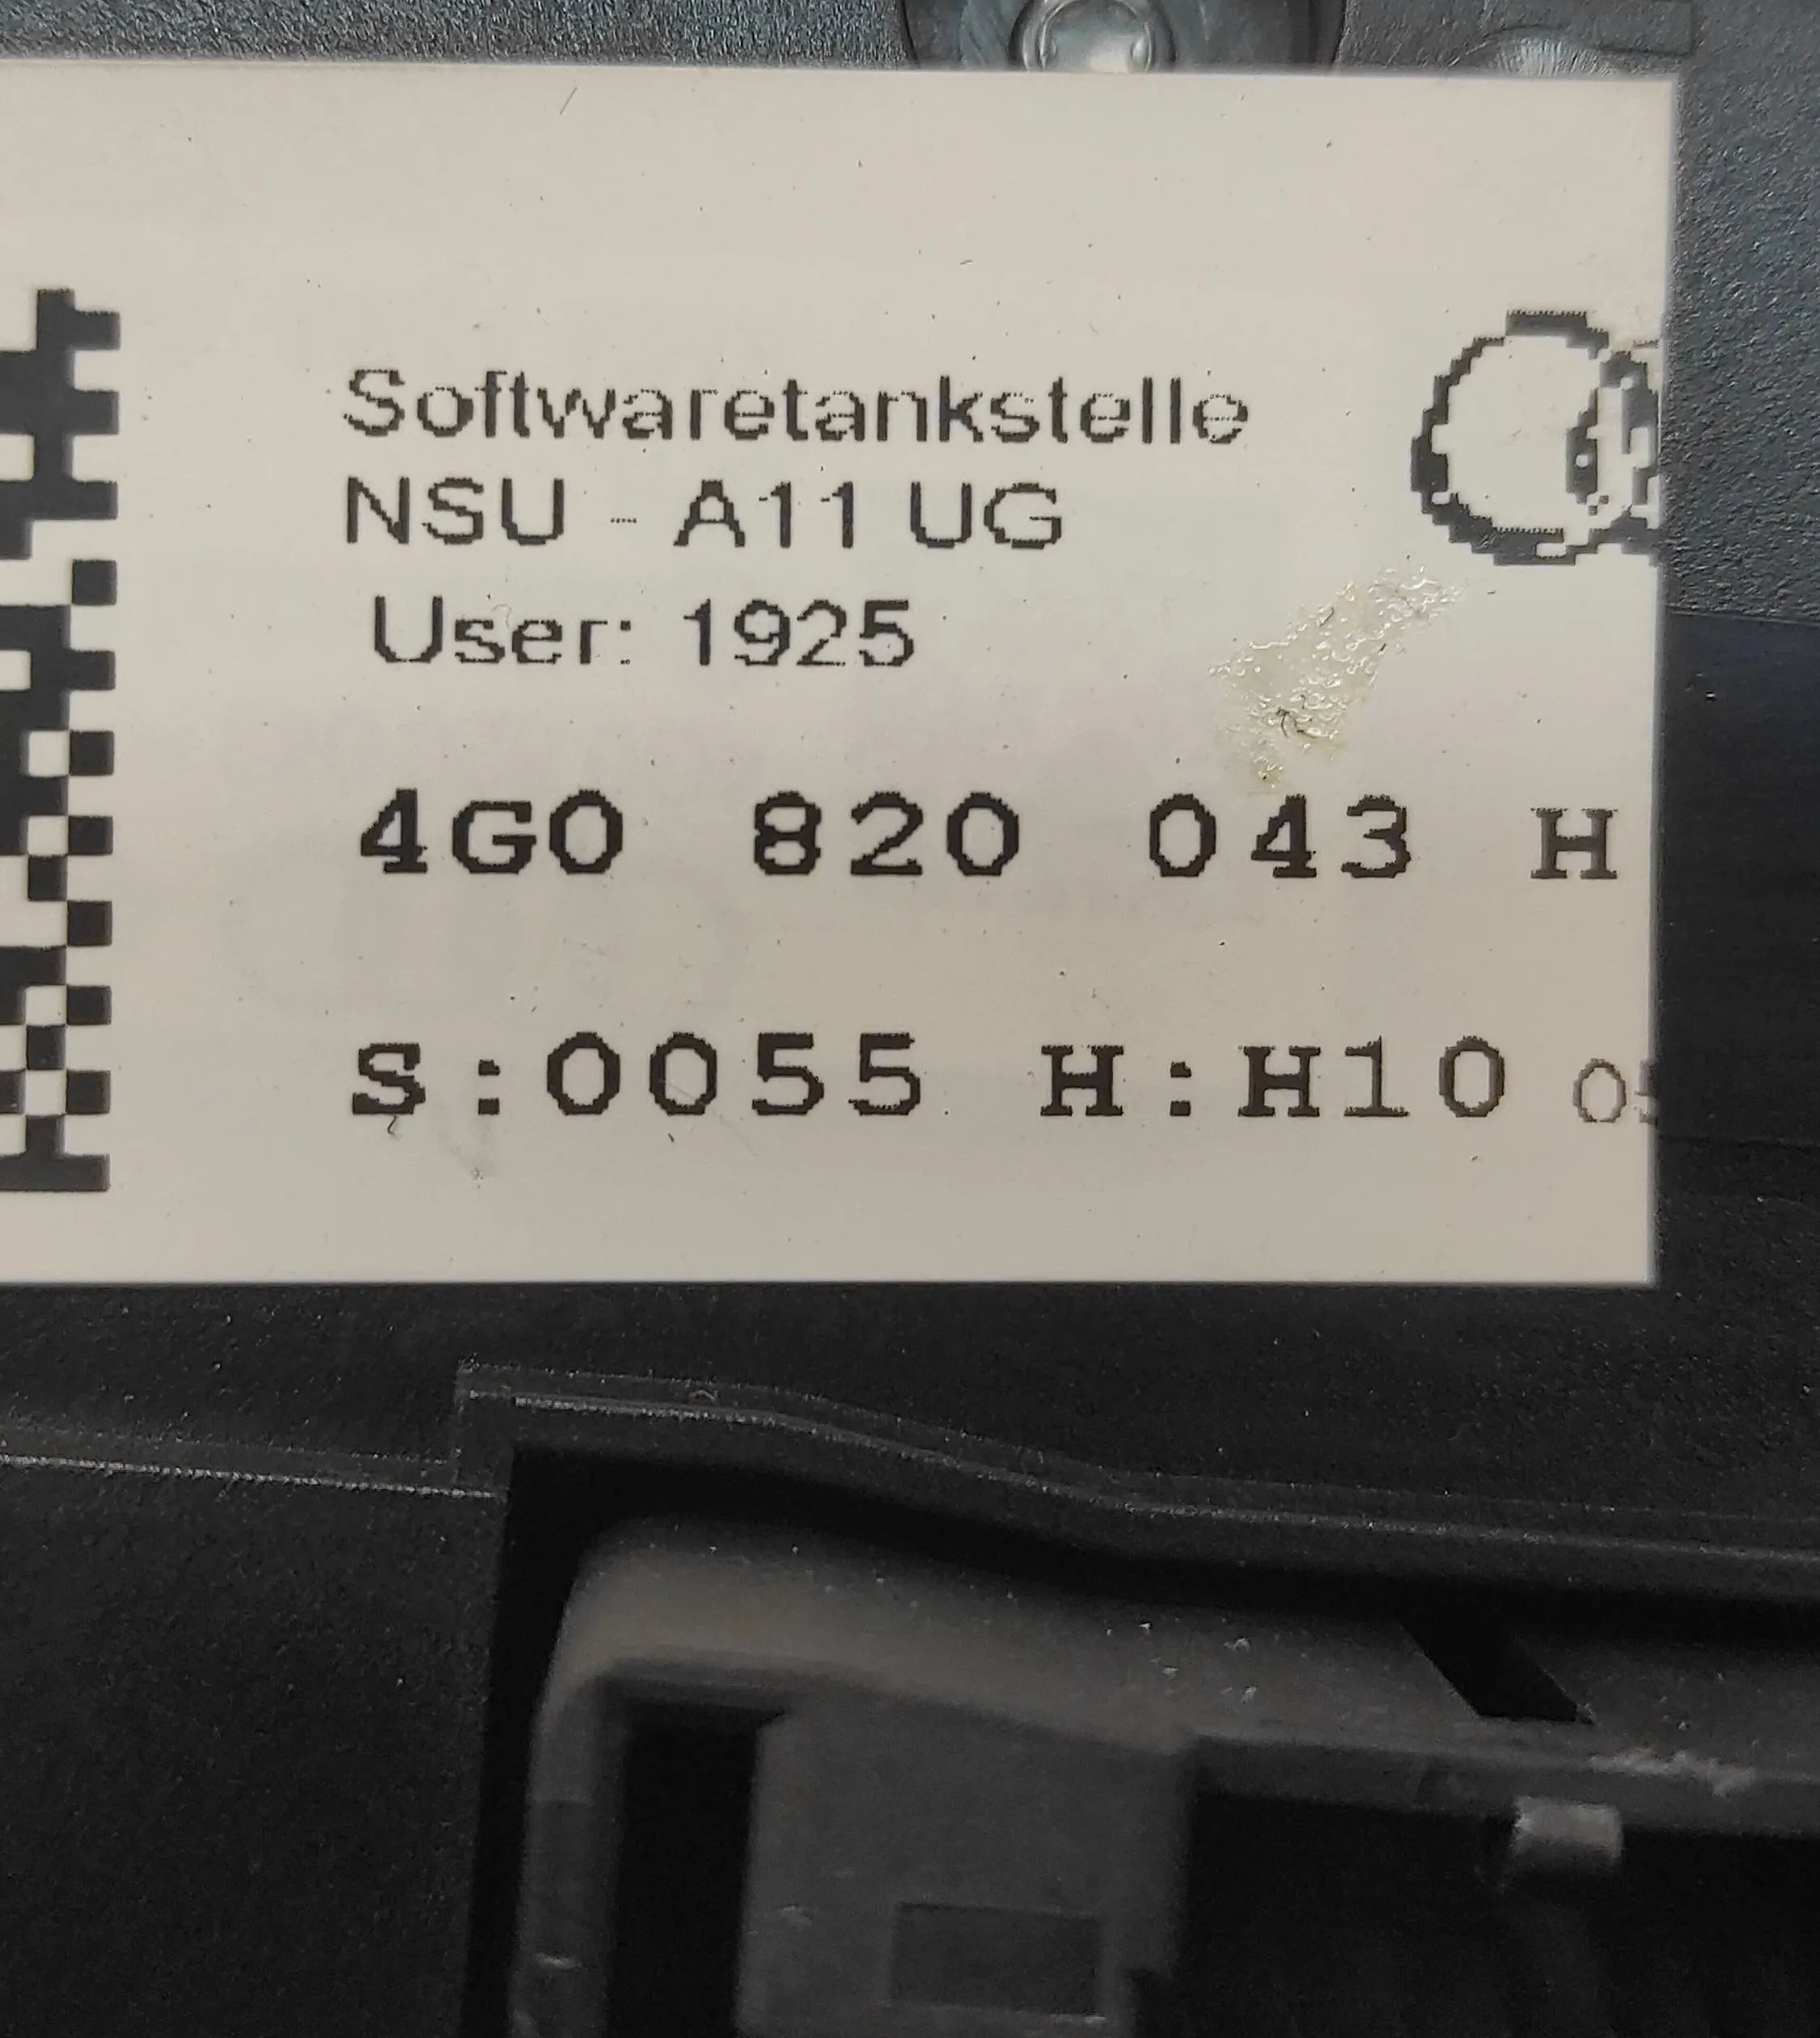 Softwaretankstelle
NSU - A11 UG
User: 1925
4G0 820 043 H
S:0055 H:H10